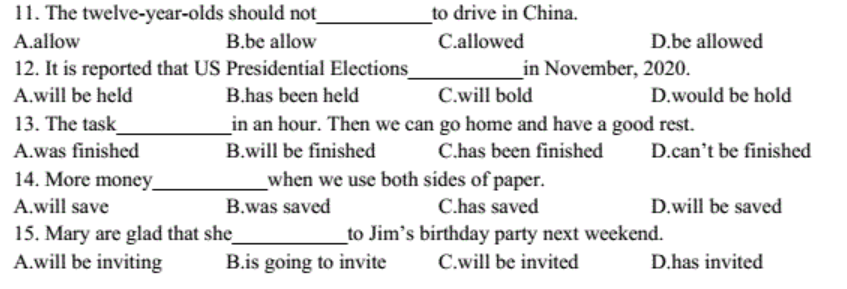 11. The twelve-year-olds should not____________to drive in China.
A.allow B.be allow C.allowed D.be allowed
12. It is reported that US Presidential Elections____________in November, 2020.
A.will be held B.has been held C.will bold D.would be hold
13. The task____________in an hour. Then we can go home and have a good rest.
A.was finished B.will be finished C.has been finished D.can't be finished
14. More money____________when we use both sides of paper.
A.will save B.was saved C.has saved D.will be saved
15. Mary are glad that she____________to Jim's birthday party next weekend.
A.will be inviting B.is going to invite C.will be invited D.has invited